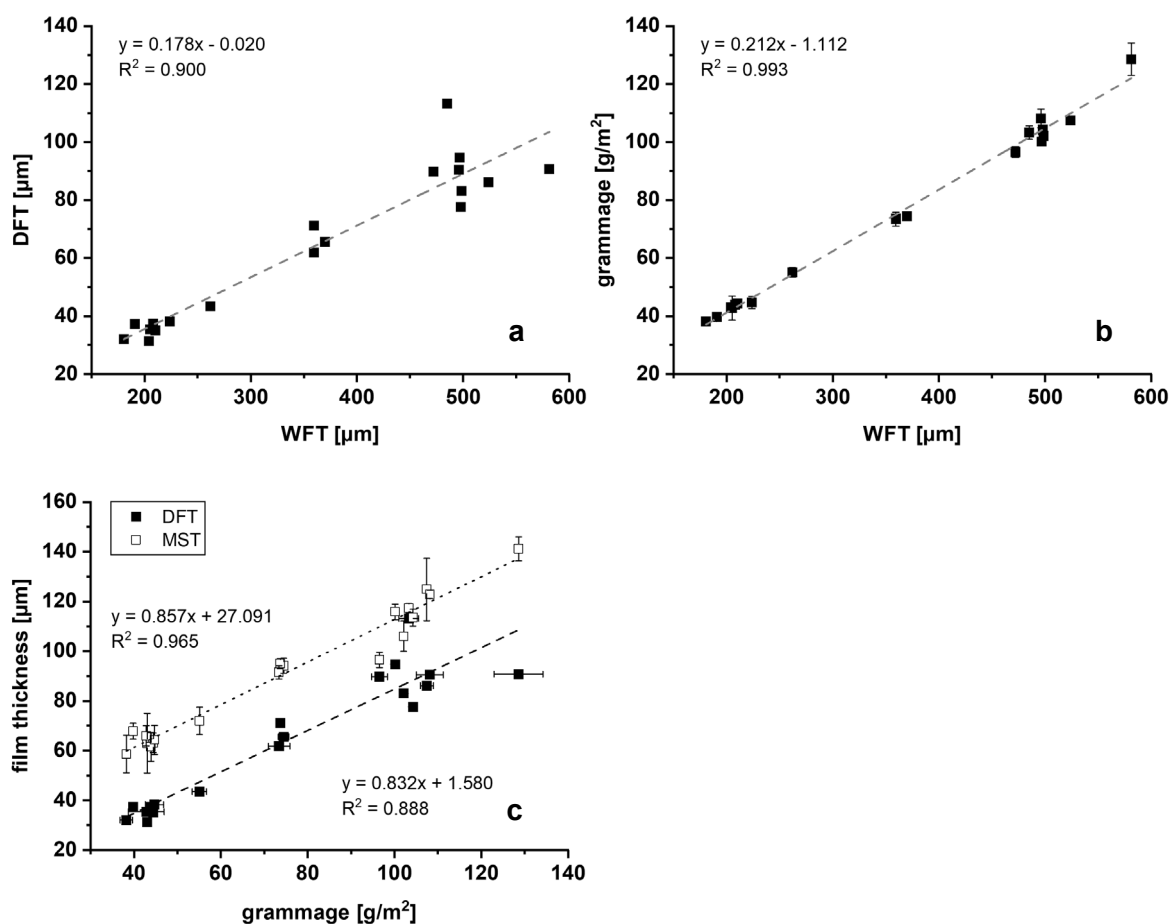 y = 0.178x - 0.020
R² = 0.900
140
120
100
80
60
40
20
DFT [µm]
200
300
400
500
600
WFT [µm]
a
y = 0.212x - 1.112
R² = 0.993
140
120
100
80
60
40
20
grammage [g/m²]
200
300
400
500
600
WFT [µm]
b
DFT
MST
y = 0.857x + 27.091
R² = 0.965
y = 0.832x + 1.580
R² = 0.888
160
140
120
100
80
60
40
20
film thickness [µm]
40
60
80
100
120
140
grammage [g/m²]
c